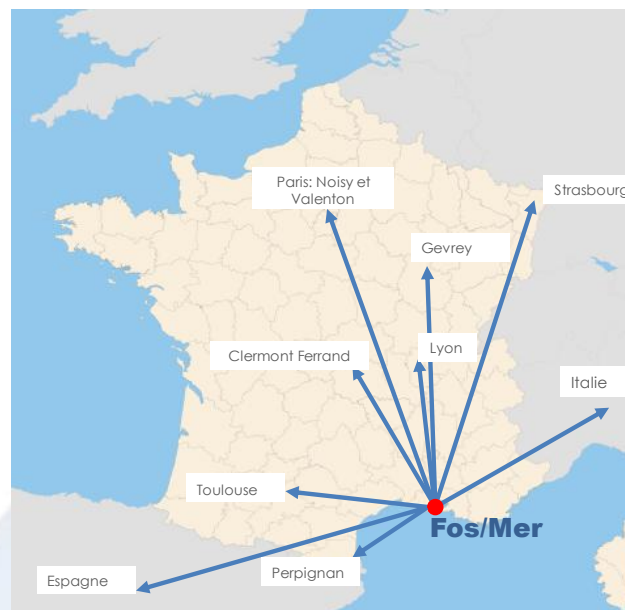 Paris: Noisy et
Valenton
Strasbourg
Gevrey
Lyon
Clermont Ferrand
Italie
Toulouse
Fos/Mer
Perpignan
Espagne